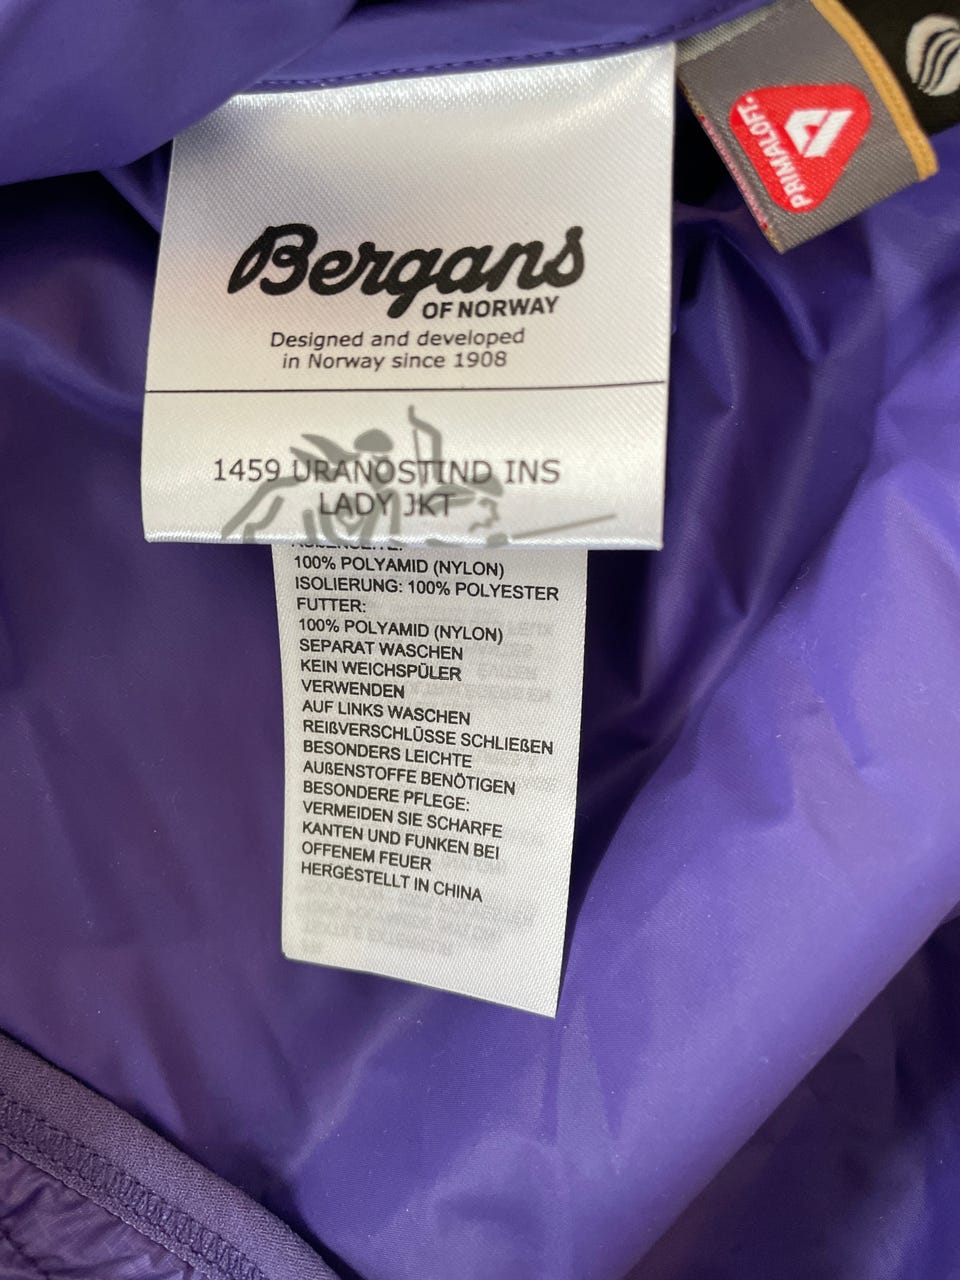 Bergans
OF NORWAY
Designed and developed
in Norway since 1908
PRIMALOFT
1459 URANOSTIND INS
LADY JKT
100% POLYAMID (NYLON)
ISOLIERUNG: 100% POLYESTER
FUTTER:
100% POLYAMID (NYLON)
SEPARAT WASCHEN
KEIN WEICHSPÜLER
VERWENDEN
AUF LINKS WASCHEN
REIßVERSCHLÜSSE SCHLIEßEN
BESONDERS LEICHTE
AUßENSTOFFE BENÖTIGEN
BESONDERE PFLEGE:
VERMEIDEN SIE SCHARFE
KANTEN UND FUNKEN BEI
OFFENEM FEUER
HERGESTELLT IN CHINA